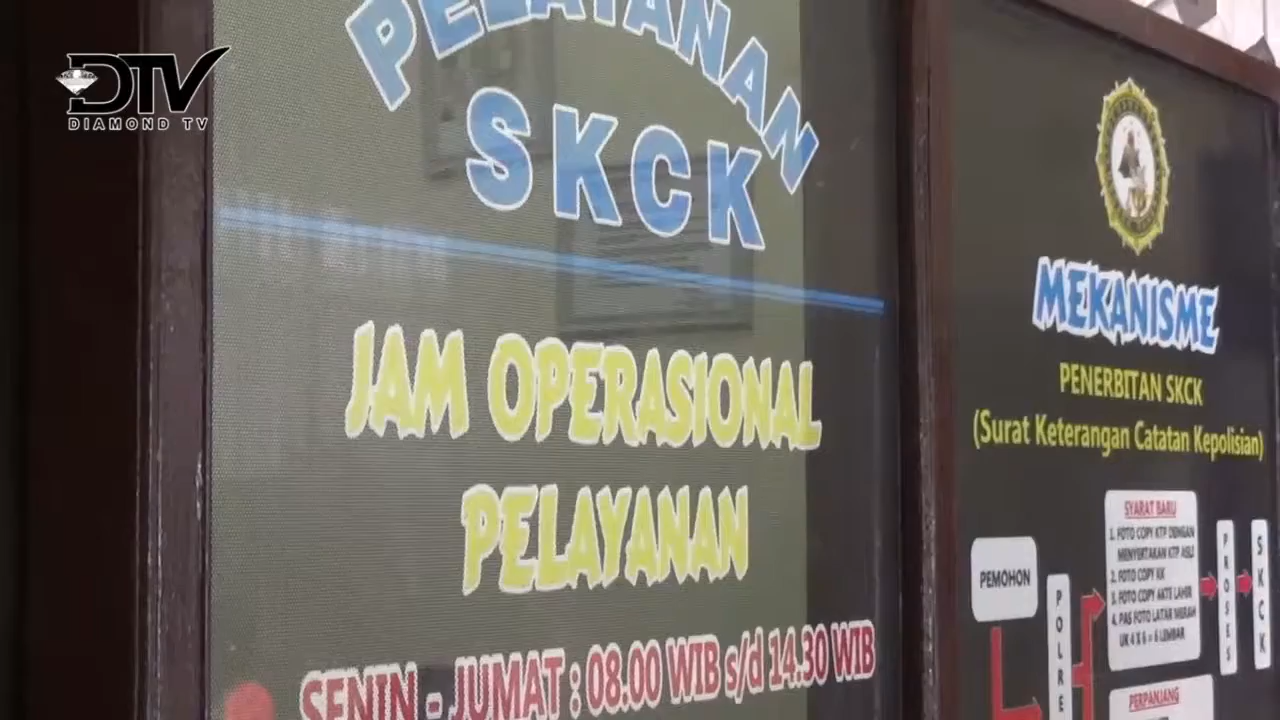 DTV
DIAMOND TV
PELAYANAN
SKCK
JAM OPERASIONAL
PELAYANAN
SENIN - JUMAT : 08.00 WIB s/d 14.30 WIB
MEKANISME
PENERBITAN SKCK
(Surat Keterangan Catatan Kepolisian)
PEMOHON
POLRE
SYARAT BARU
1. FOTO COPY KTP DENGAN
MENYERTAKAN KTP ASLI
2. FOTO COPY KK
3. FOTO COPY AKTE LAHIR
4. PAS FOTO LATAR MERAH
UK 4 X 6 = 6 LEMBAR
PROSES
SKCK
PERPANJANG